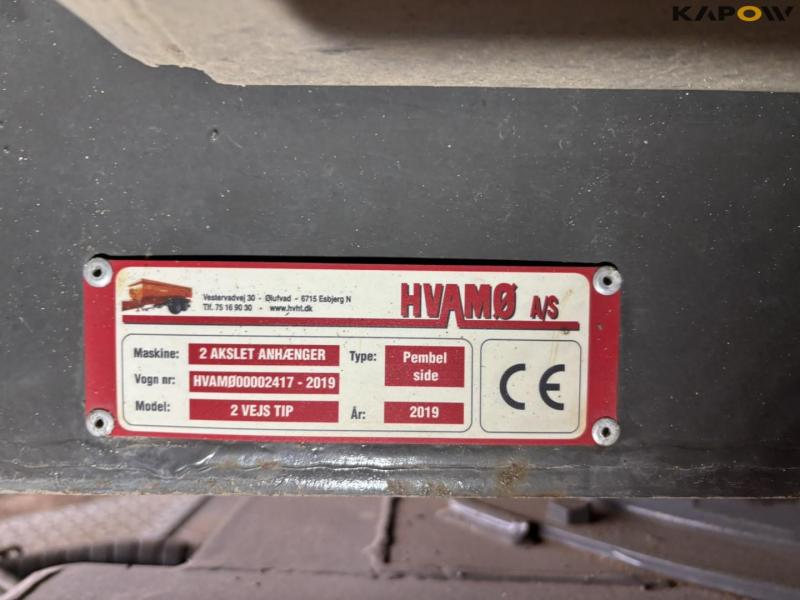 KAPOW
Vestervadvej 30 - Ølufvad - 6715 Esbjerg N
Tlf. 75 16 90 30 - www.hvht.dk
HVAMØ A/S
Maskine: 2 AKSLET ANHÆNGER
Type: Pembel
side
Vogn nr: HVAMØ00002417 - 2019
Model: 2 VEJS TIP
År: 2019
CE